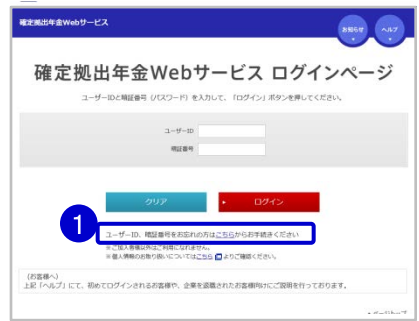 確定拠出年金Webサービス
お知らせ
ヘルプ
確定拠出年金Webサービス ログインページ
ユーザーIDと暗証番号（パスワード）を入力して、「ログイン」ボタンを押してください。
ユーザーID
暗証番号
クリア
ログイン
1
ユーザーID、暗証番号をお忘れの方はこちらからお手続きください
※ご加入者様以外はご利用になれません。
※個人情報のお取り扱いについてはこちら よりご確認ください。
(お客様へ)
上記「ヘルプ」にて、初めてログインされるお客様や、企業を退職されたお客様向けにご説明を行っております。
ページトップ